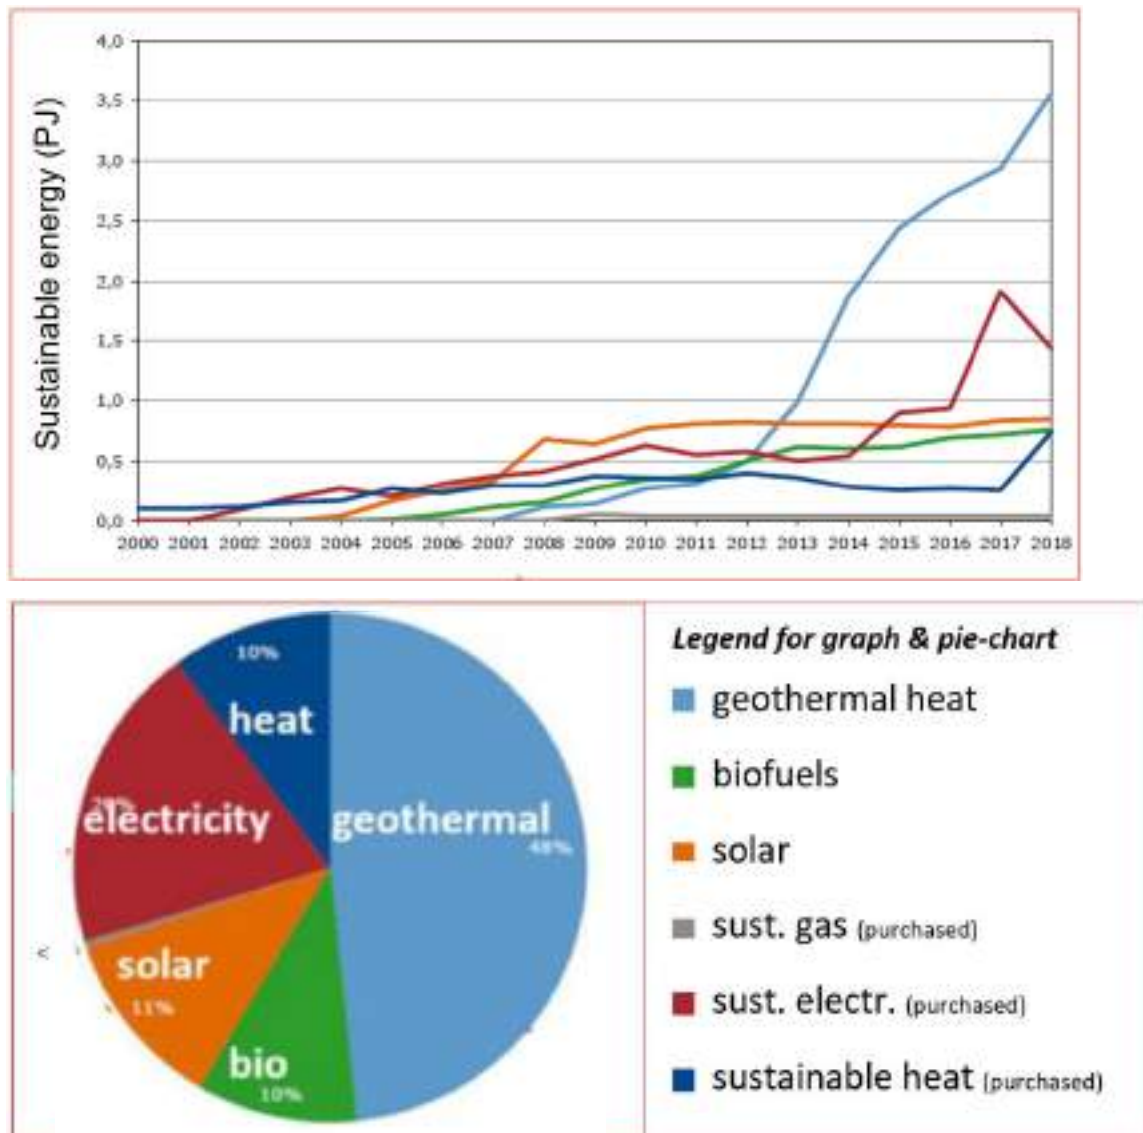 Sustainable energy (PJ)
4,0
3,5
3,0
2,5
2,0
1,5
1,0
0,5
0,0
2000 2001 2002 2003 2004 2005 2006 2007 2008 2009 2010 2011 2012 2013 2014 2015 2016 2017 2018
10%
heat
electricity
geothermal
48%
solar
11%
bio
10%
Legend for graph & pie-chart
geothermal heat
biofuels
solar
sust. gas (purchased)
sust. electr. (purchased)
sustainable heat (purchased)